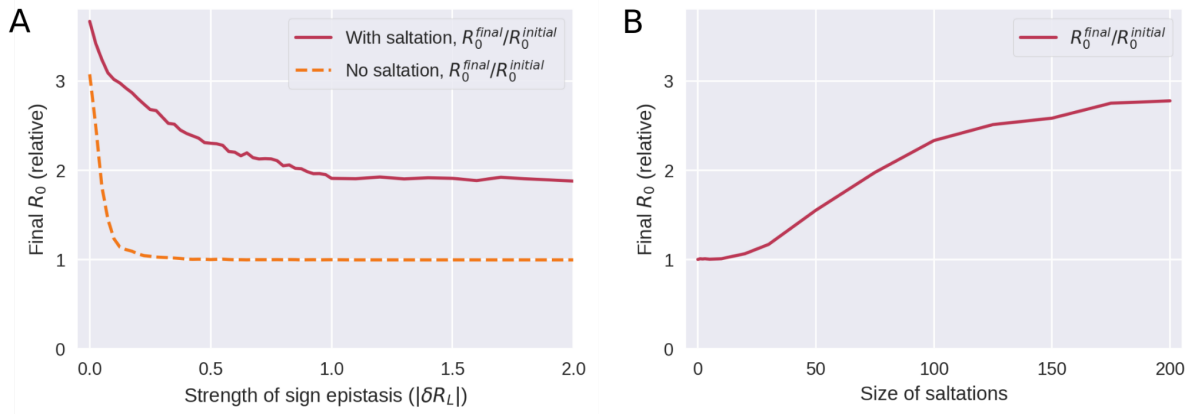 A
With saltation, R_0^{final}/R_0^{initial}
No saltation, R_0^{final}/R_0^{initial}
Final R_0 (relative)
3
2
1
0
0.0 0.5 1.0 1.5 2.0
Strength of sign epistasis (|δR_L|)
B
R_0^{final}/R_0^{initial}
Final R_0 (relative)
3
2
1
0
0 50 100 150 200
Size of saltations